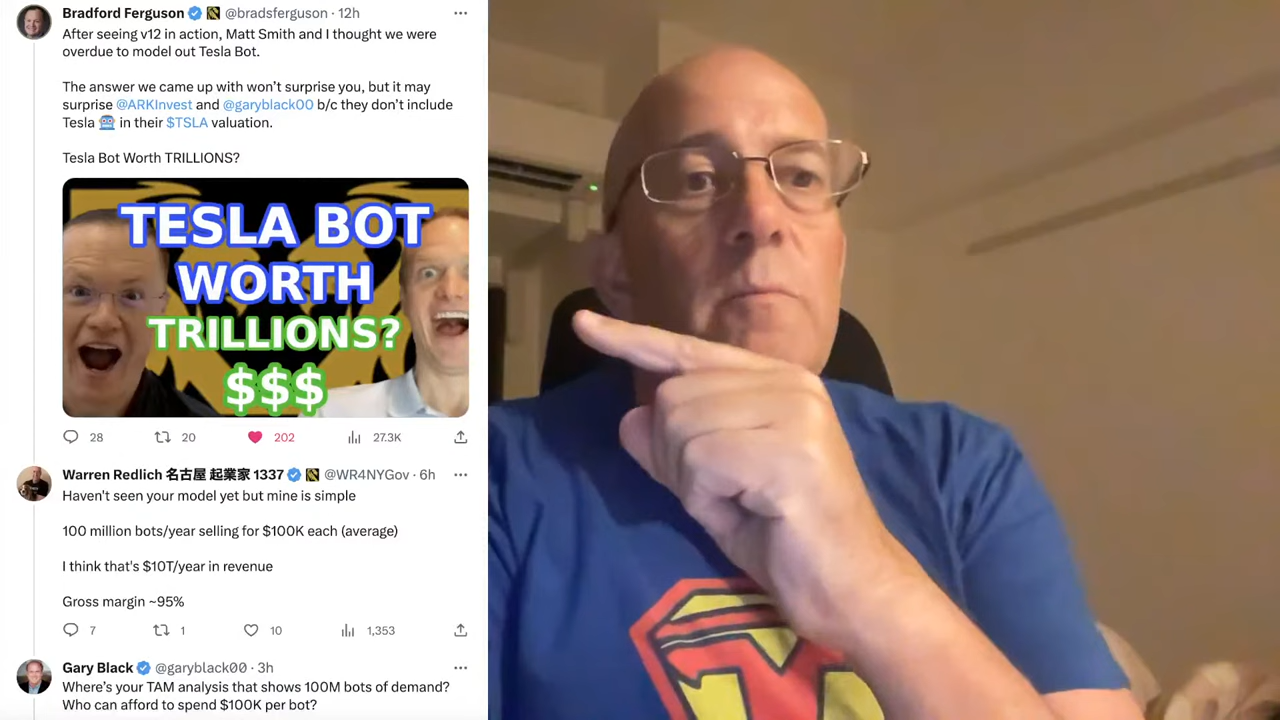 Bradford Ferguson @bradsferguson · 12h
After seeing v12 in action, Matt Smith and I thought we were
overdue to model out Tesla Bot.
The answer we came up with won't surprise you, but it may
surprise @ARKInvest and @garyblack00 b/c they don't include
Tesla 🤖 in their $TSLA valuation.
Tesla Bot Worth TRILLIONS?
TESLA BOT
WORTH
TRILLIONS?
$$$
28 20 202 27.3K
Warren Redlich 名古屋 起業家 1337 @WR4NYGov · 6h
Haven't seen your model yet but mine is simple
100 million bots/year selling for $100K each (average)
I think that's $10T/year in revenue
Gross margin ~95%
7 1 10 1,353
Gary Black @garyblack00 · 3h
Where's your TAM analysis that shows 100M bots of demand?
Who can afford to spend $100K per bot?